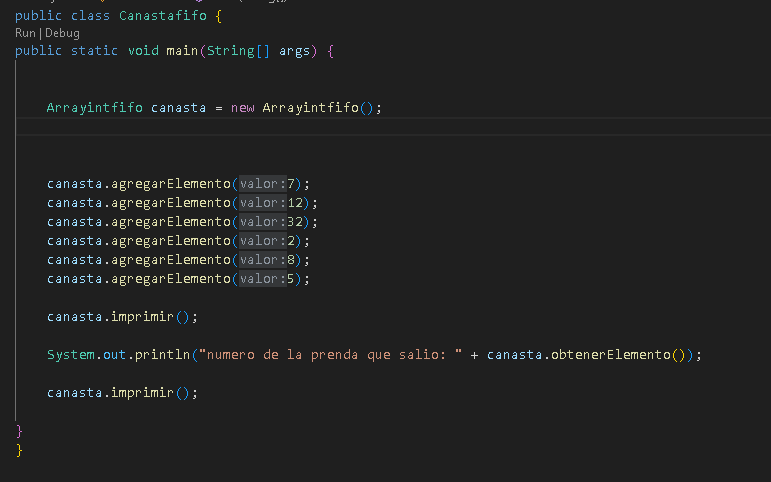 public class Canastafifo {
Run | Debug
public static void main(String[] args) {
Arrayintfifo canasta = new Arrayintfifo();
canasta.agregarElemento(valor:7);
canasta.agregarElemento(valor:12);
canasta.agregarElemento(valor:32);
canasta.agregarElemento(valor:2);
canasta.agregarElemento(valor:8);
canasta.agregarElemento(valor:5);
canasta.imprimir();
System.out.println("numero de la prenda que salio: " + canasta.obtenerElemento());
canasta.imprimir();
}
}